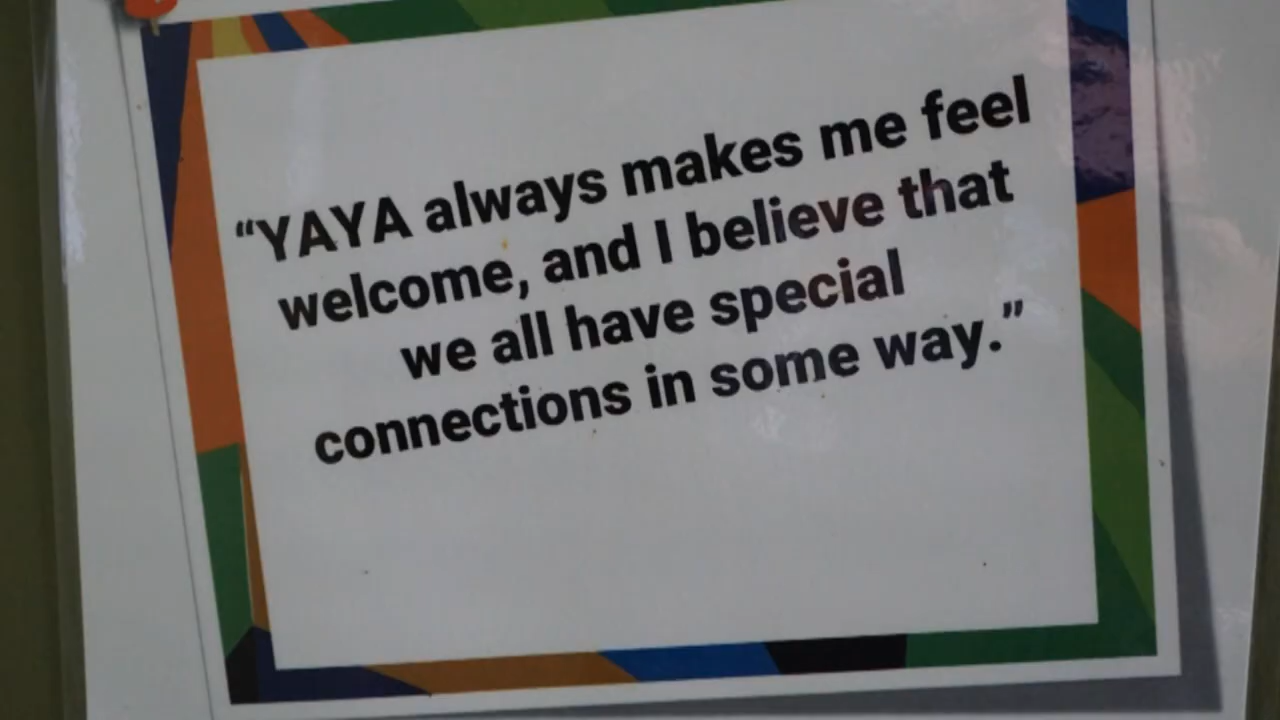 “YAYA always makes me feel
welcome, and I believe that
we all have special
connections in some way.”